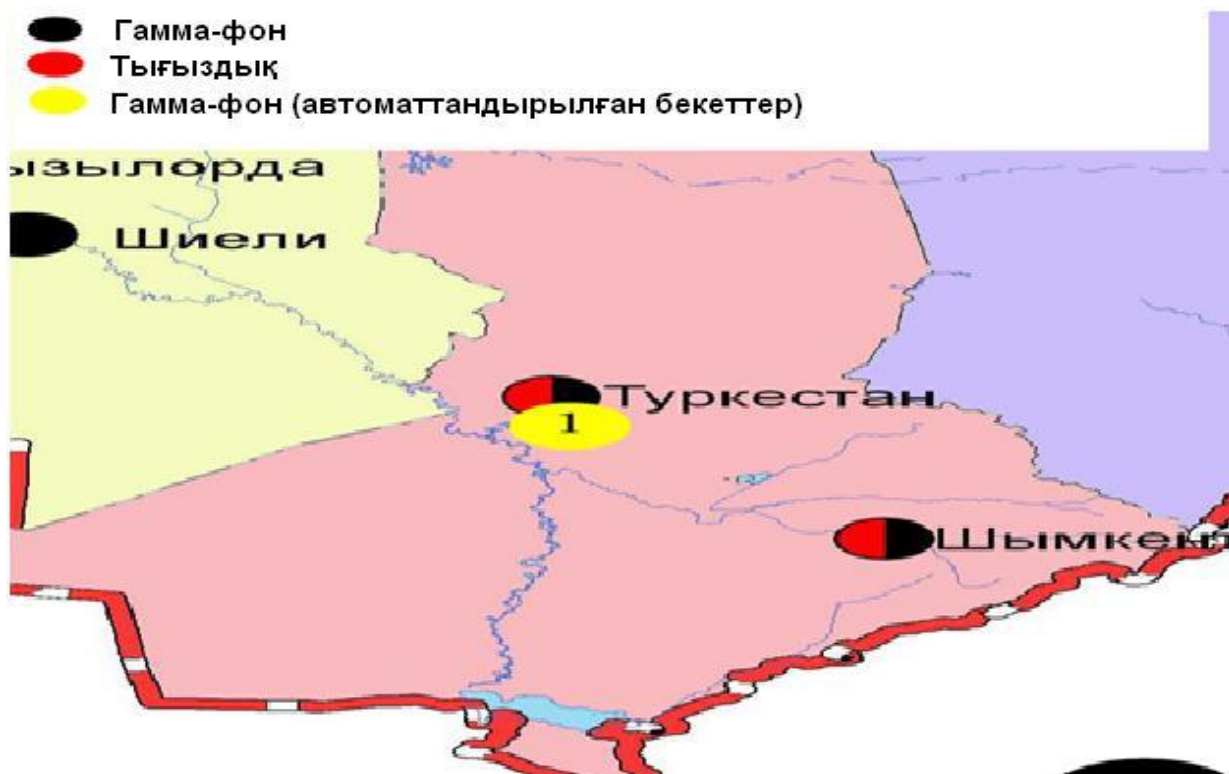 Гамма-фон
Тығыздық
Гамма-фон (автоматтандырылған бекеттер)
ызылорда
Шиели
Туркестан
1
Шымкент